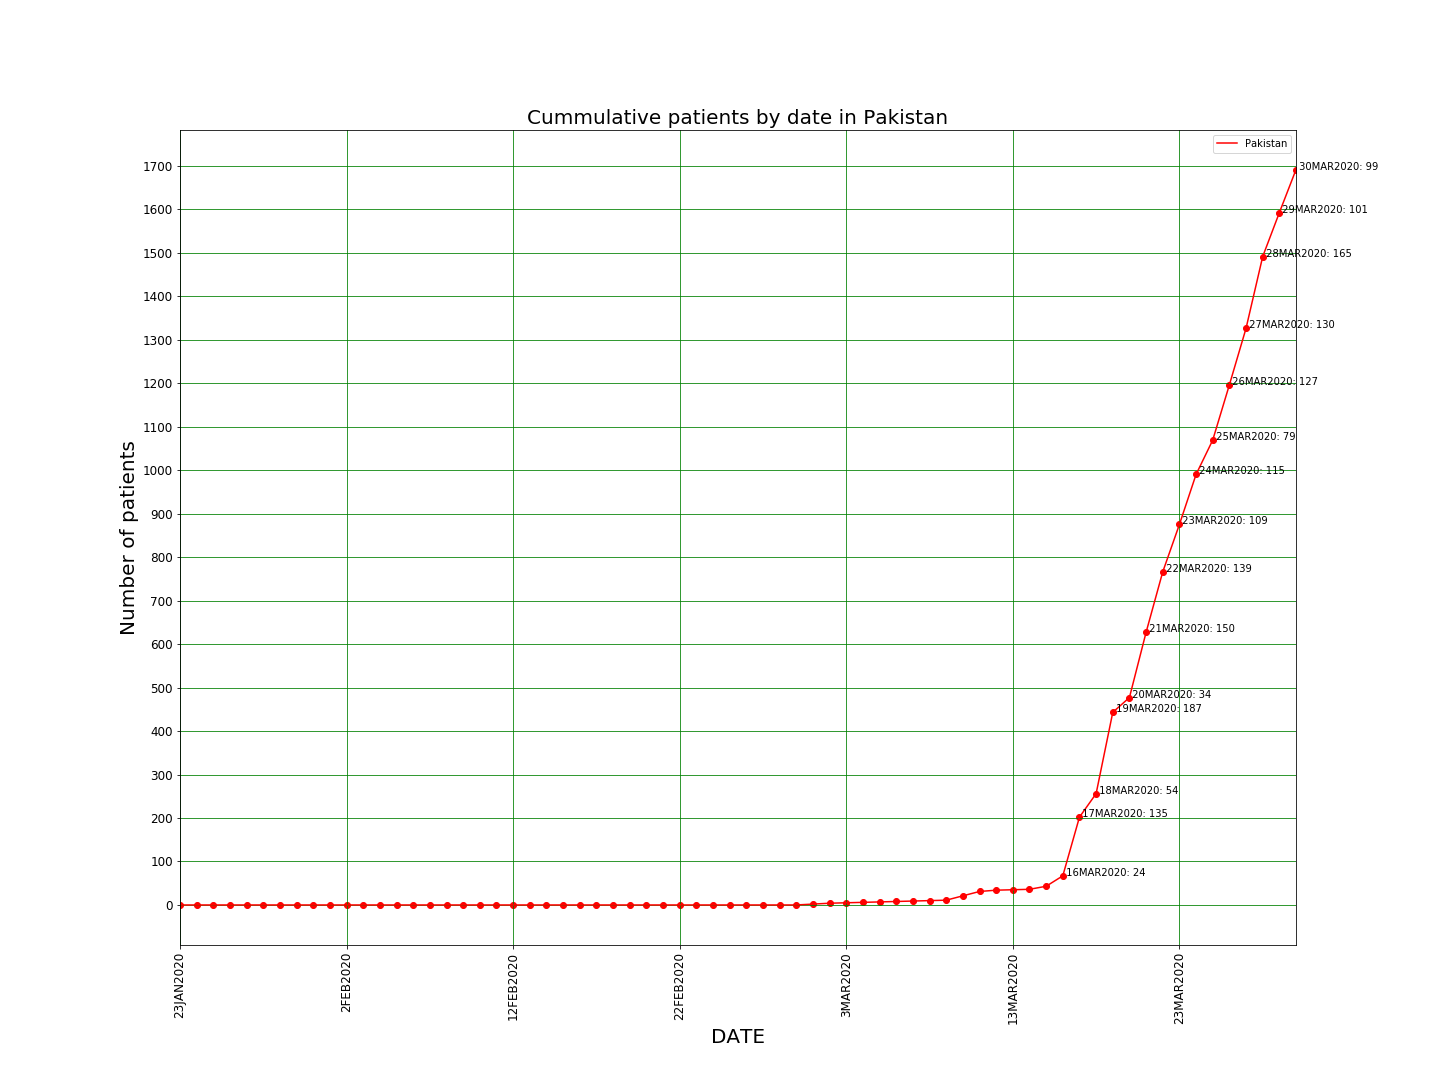 Cummulative patients by date in Pakistan
Pakistan
Number of patients
1700
1600
1500
1400
1300
1200
1100
1000
900
800
700
600
500
400
300
200
100
0
30MAR2020: 99
29MAR2020: 101
28MAR2020: 165
27MAR2020: 130
26MAR2020: 127
25MAR2020: 79
24MAR2020: 115
23MAR2020: 109
22MAR2020: 139
21MAR2020: 150
20MAR2020: 34
19MAR2020: 187
18MAR2020: 54
17MAR2020: 135
16MAR2020: 24
23JAN2020
2FEB2020
12FEB2020
22FEB2020
3MAR2020
13MAR2020
23MAR2020
DATE